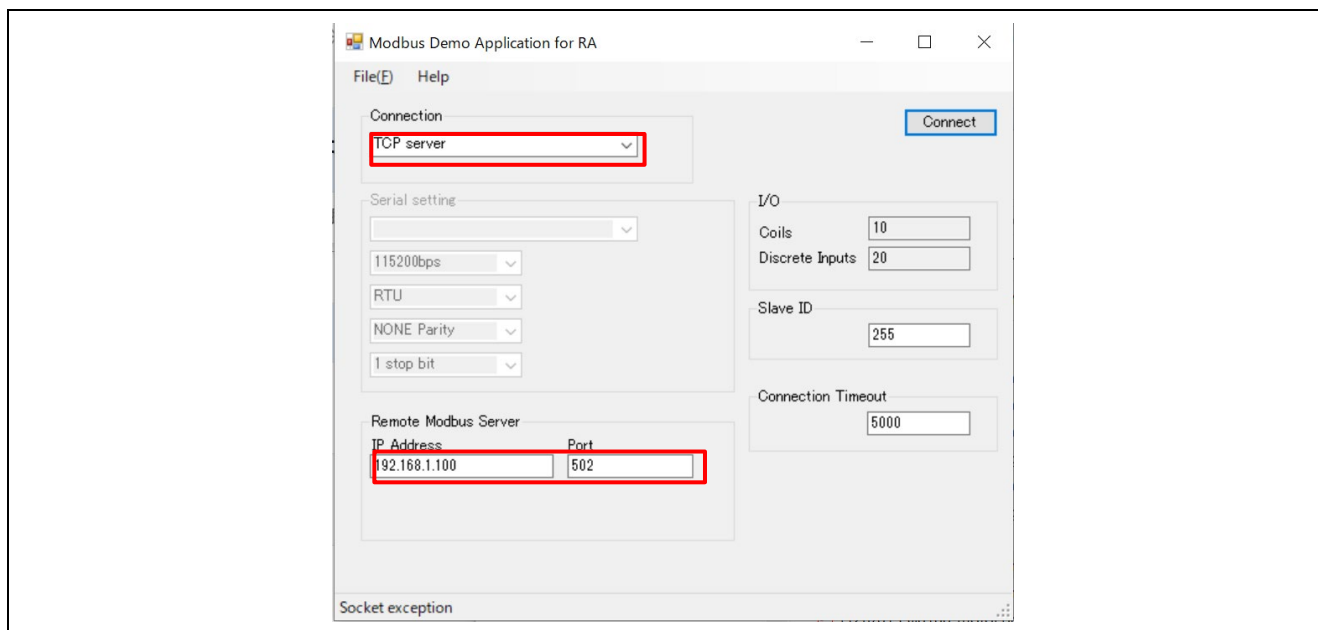 Modbus Demo Application for RA
File(F) Help
Connection
TCP server
Connect
Serial setting
115200bps
RTU
NONE Parity
1 stop bit
I/O
Coils 10
Discrete Inputs 20
Slave ID
255
Connection Timeout
5000
Remote Modbus Server
IP Address Port
192.168.1.100 502
Socket exception